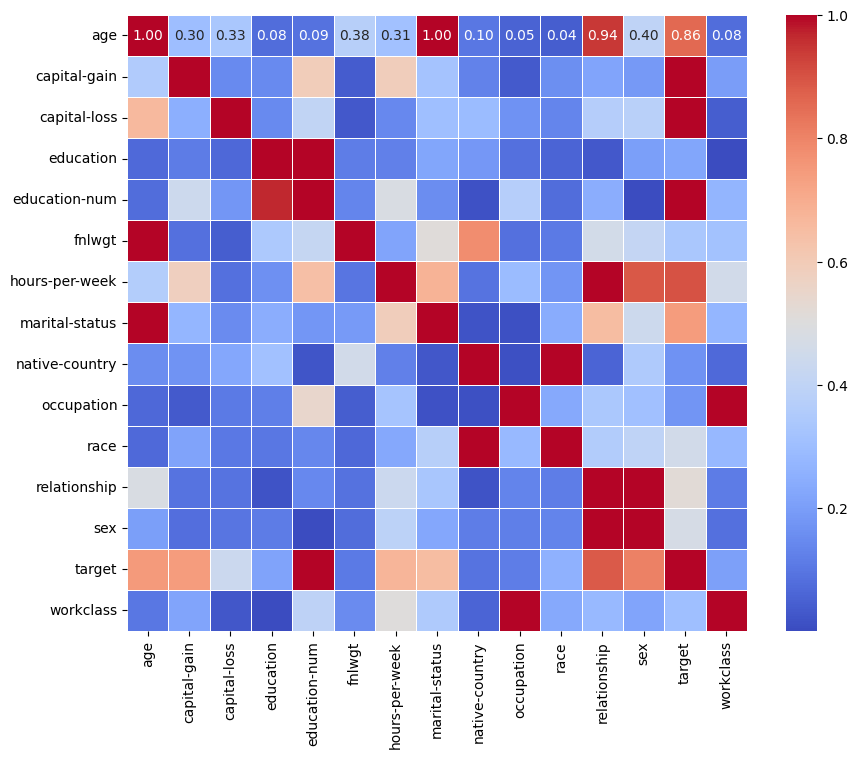 age 1.00 0.30 0.33 0.08 0.09 0.38 0.31 1.00 0.10 0.05 0.04 0.94 0.40 0.86 0.08
capital-gain
capital-loss
education
education-num
fnlwgt
hours-per-week
marital-status
native-country
occupation
race
relationship
sex
target
workclass
age capital-gain capital-loss education education-num fnlwgt hours-per-week marital-status native-country occupation race relationship sex target workclass
1.0
0.8
0.6
0.4
0.2